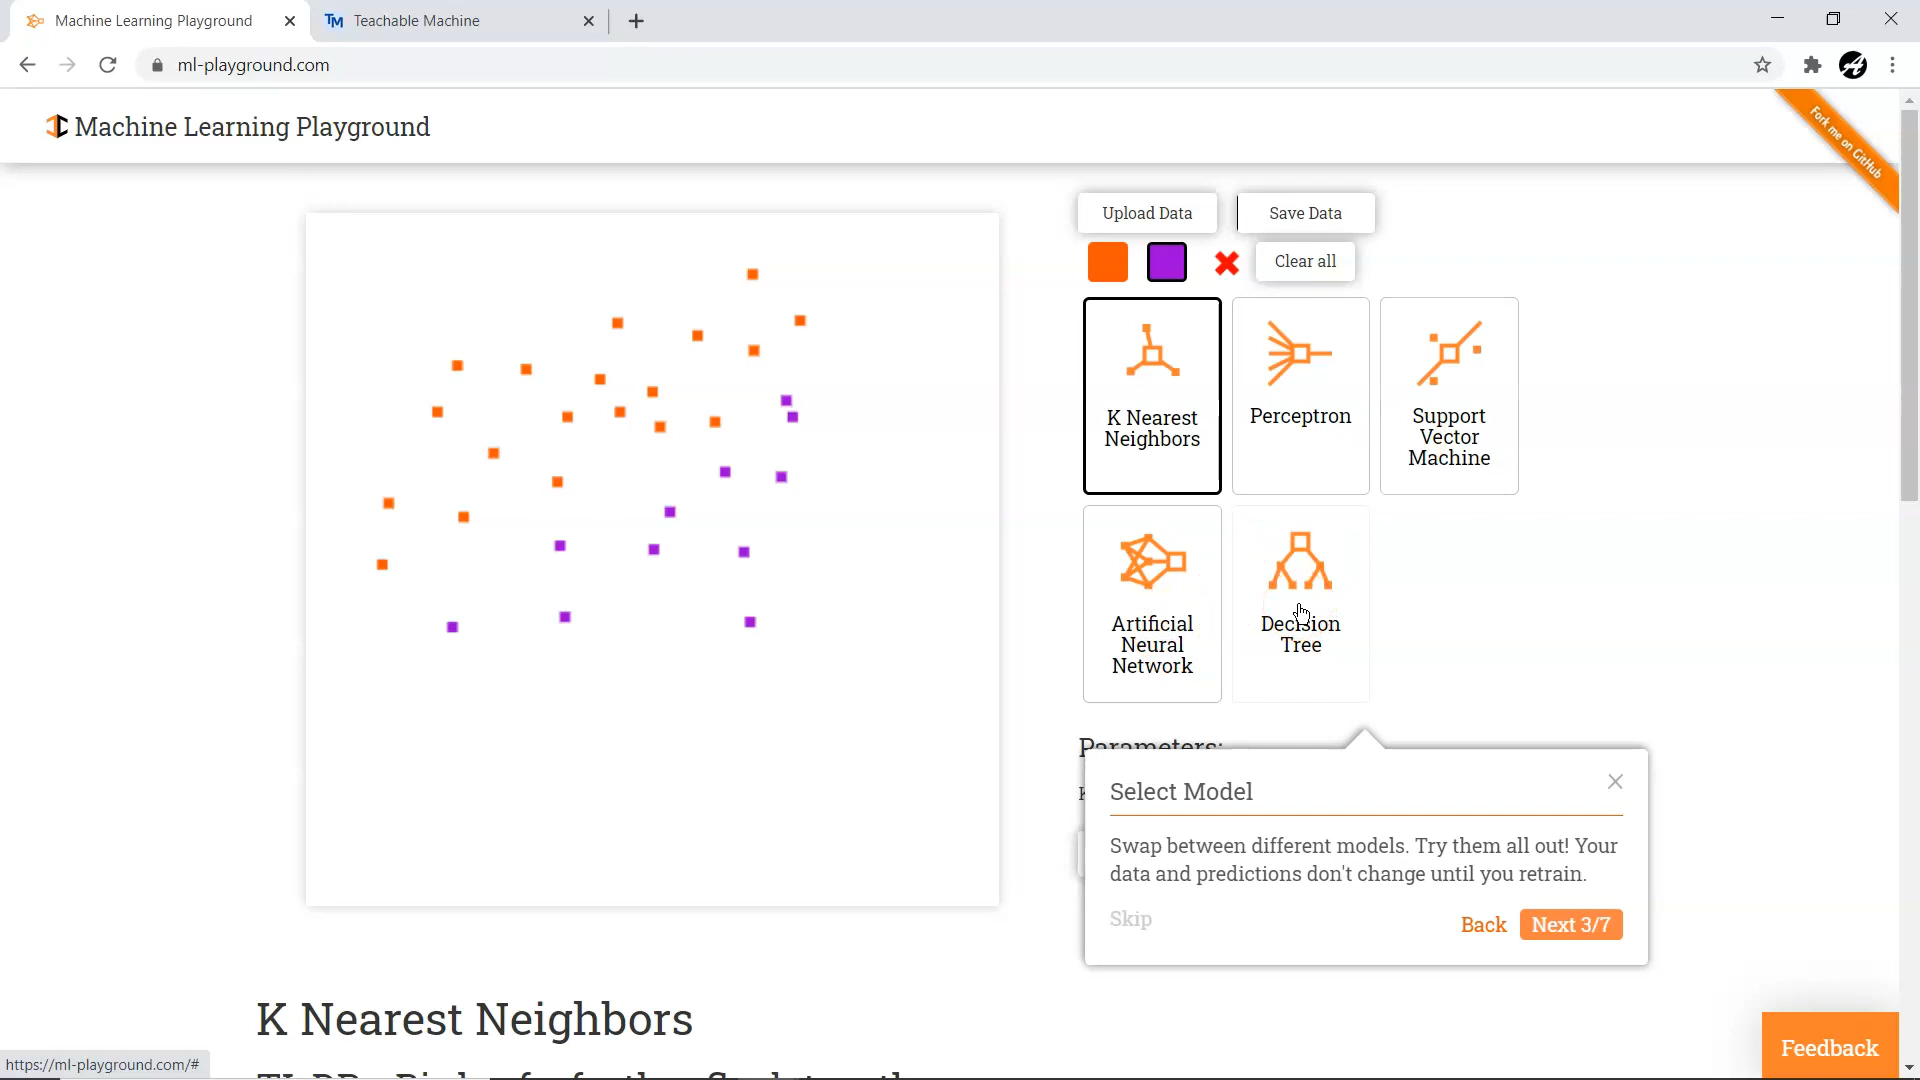 Machine Learning Playground
Teachable Machine
ml-playground.com
Machine Learning Playground
Fork me on GitHub
Upload Data
Save Data
Clear all
K Nearest
Neighbors
Perceptron
Support
Vector
Machine
Artificial
Neural
Network
Decision
Tree
Parameters:
K
Select Model
Swap between different models. Try them all out! Your
data and predictions don't change until you retrain.
Skip
Back
Next 3/7
K Nearest Neighbors
Feedback
https://ml-playground.com/#